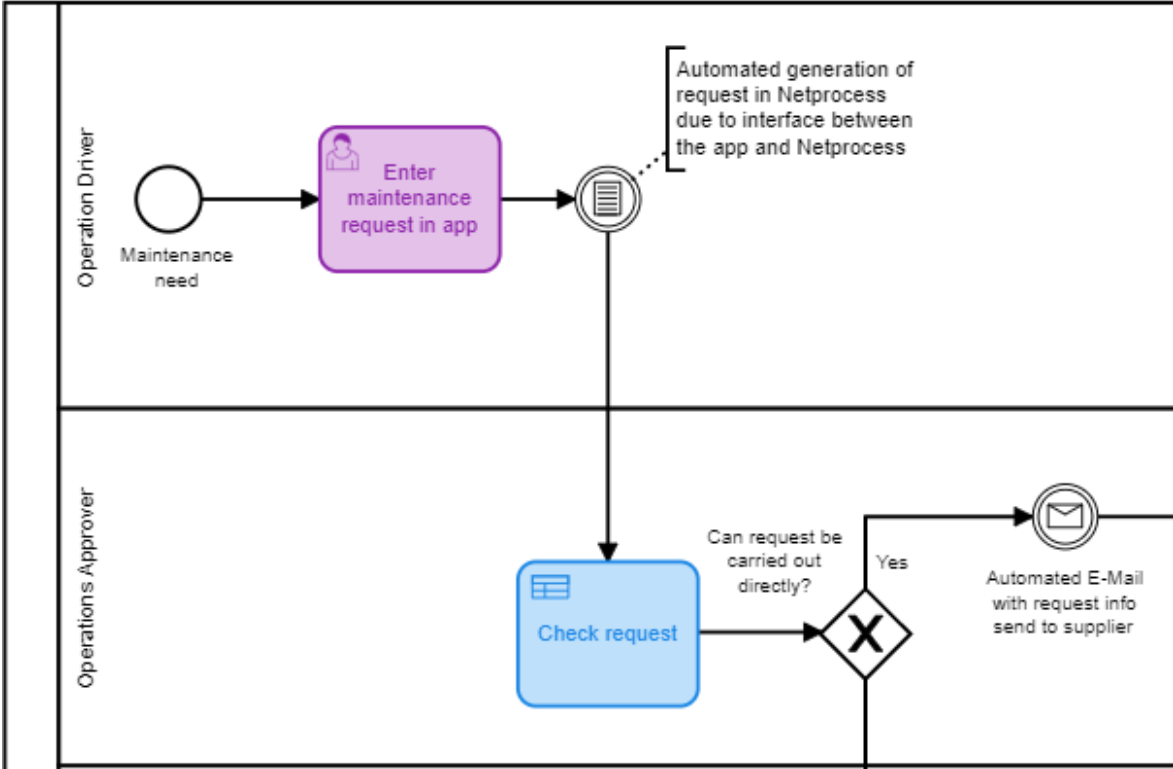 Operation Driver
Maintenance
need
Enter
maintenance
request in app
Automated generation of
request in Netprocess
due to interface between
the app and Netprocess
Operations Approver
Check request
Can request be
carried out
directly?
Yes
X
Automated E-Mail
with request info
send to supplier